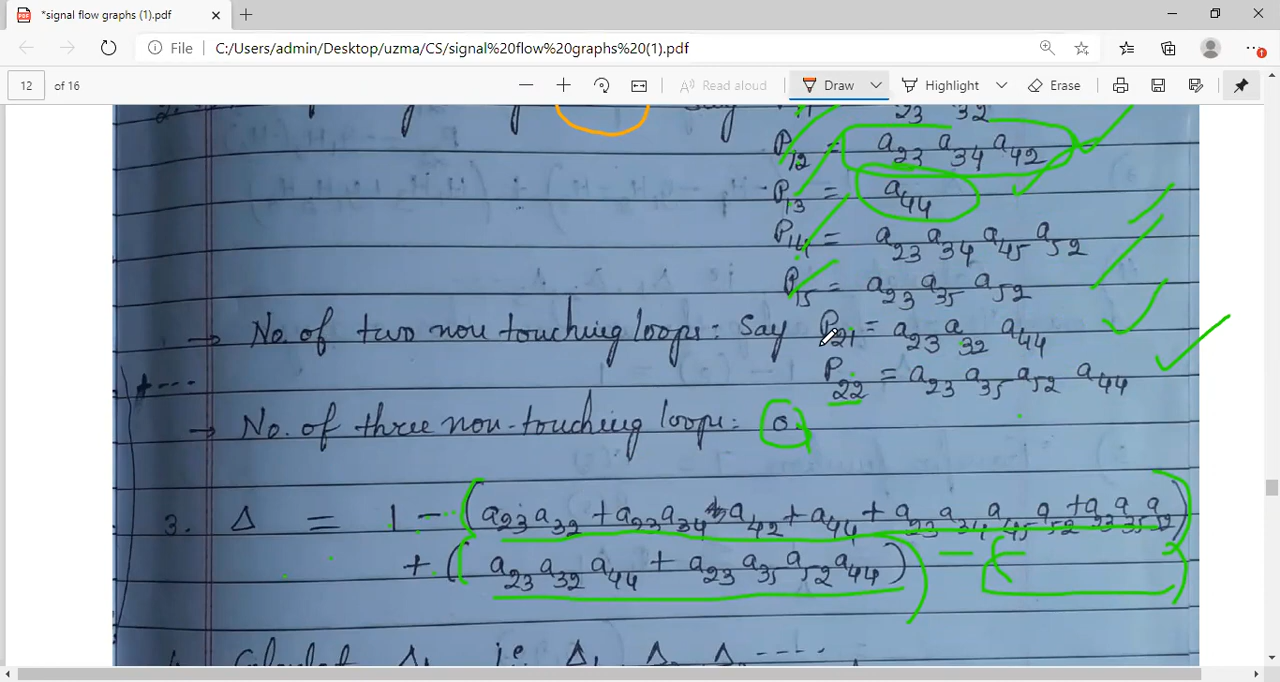 *signal flow graphs (1).pdf
File C:/Users/admin/Desktop/uzma/CS/signal%20flow%20graphs%20(1).pdf
12 of 16 Read aloud Draw Highlight Erase
P12 = a23 a34 a42
P13 = a44
P14 = a23 a34 a45 a52
P15 = a23 a35 a52
→ No. of two non touching loops: Say P21 = a23 a32 a44
+---- P22 = a23 a35 a52 a44
→ No. of three non-touching loop: 0
3. Δ = 1 - (a23 a32 + a23 a34 a42 + a44 + a23 a34 a45 a52 + a23 a35 a52)
+ (a23 a32 a44 + a23 a35 a52 a44) - (
i.e. Δ1, Δ2, Δ3 ----